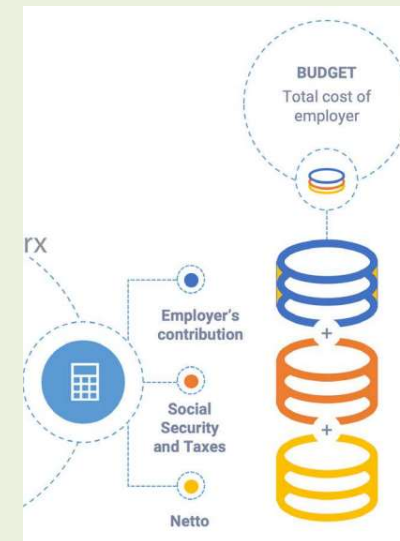 BUDGET
Total cost of
employer
rx
Employer's
contribution
+
Social
Security
and Taxes
+
Netto